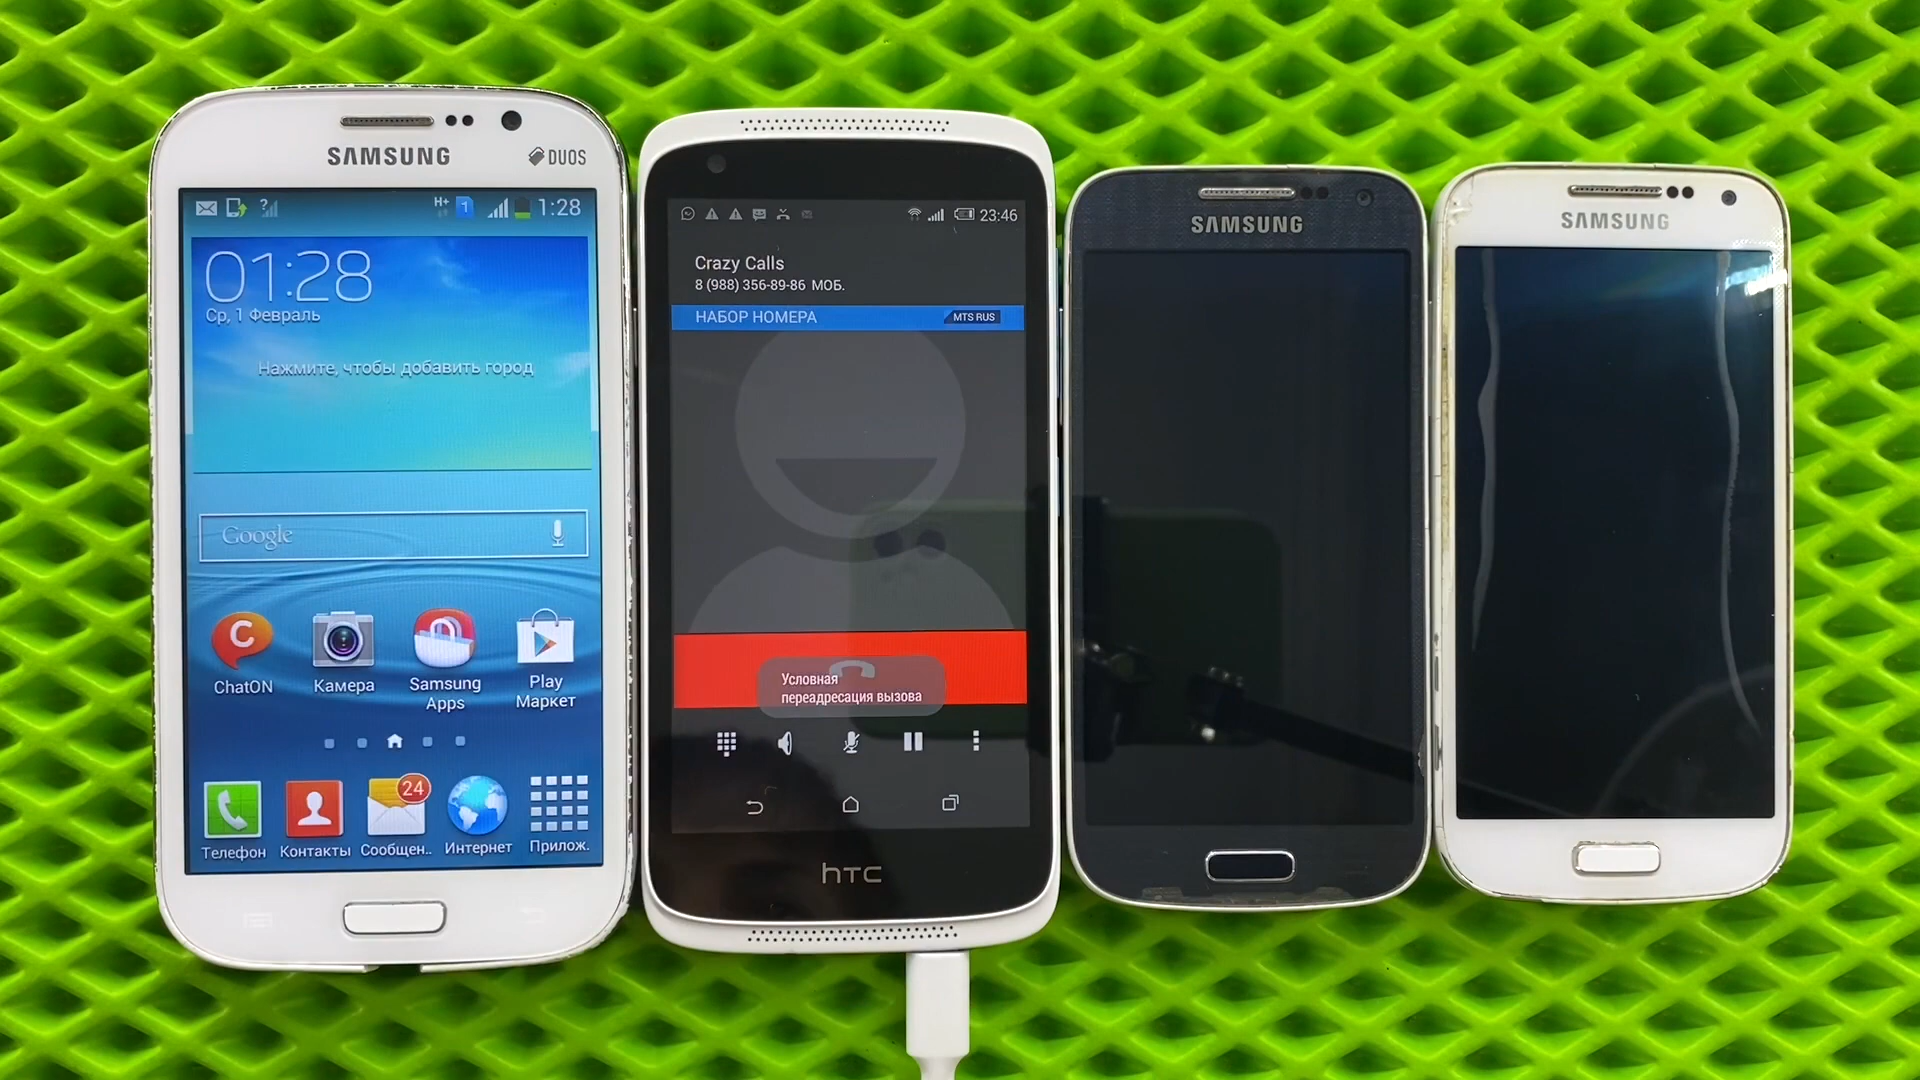 SAMSUNG
DUOS
H+ 1 1:28
01:28
Ср, 1 Февраль
Нажмите, чтобы добавить город
Google
C
ChatON
Камера
Samsung Apps
Play Маркет
24
Телефон
Контакты
Сообщен..
Интернет
Прилож.
23:46
Crazy Calls
8 (988) 356-89-86 МОБ.
НАБОР НОМЕРА
MTS RUS
Условная
переадресация вызова
hTC
SAMSUNG
SAMSUNG